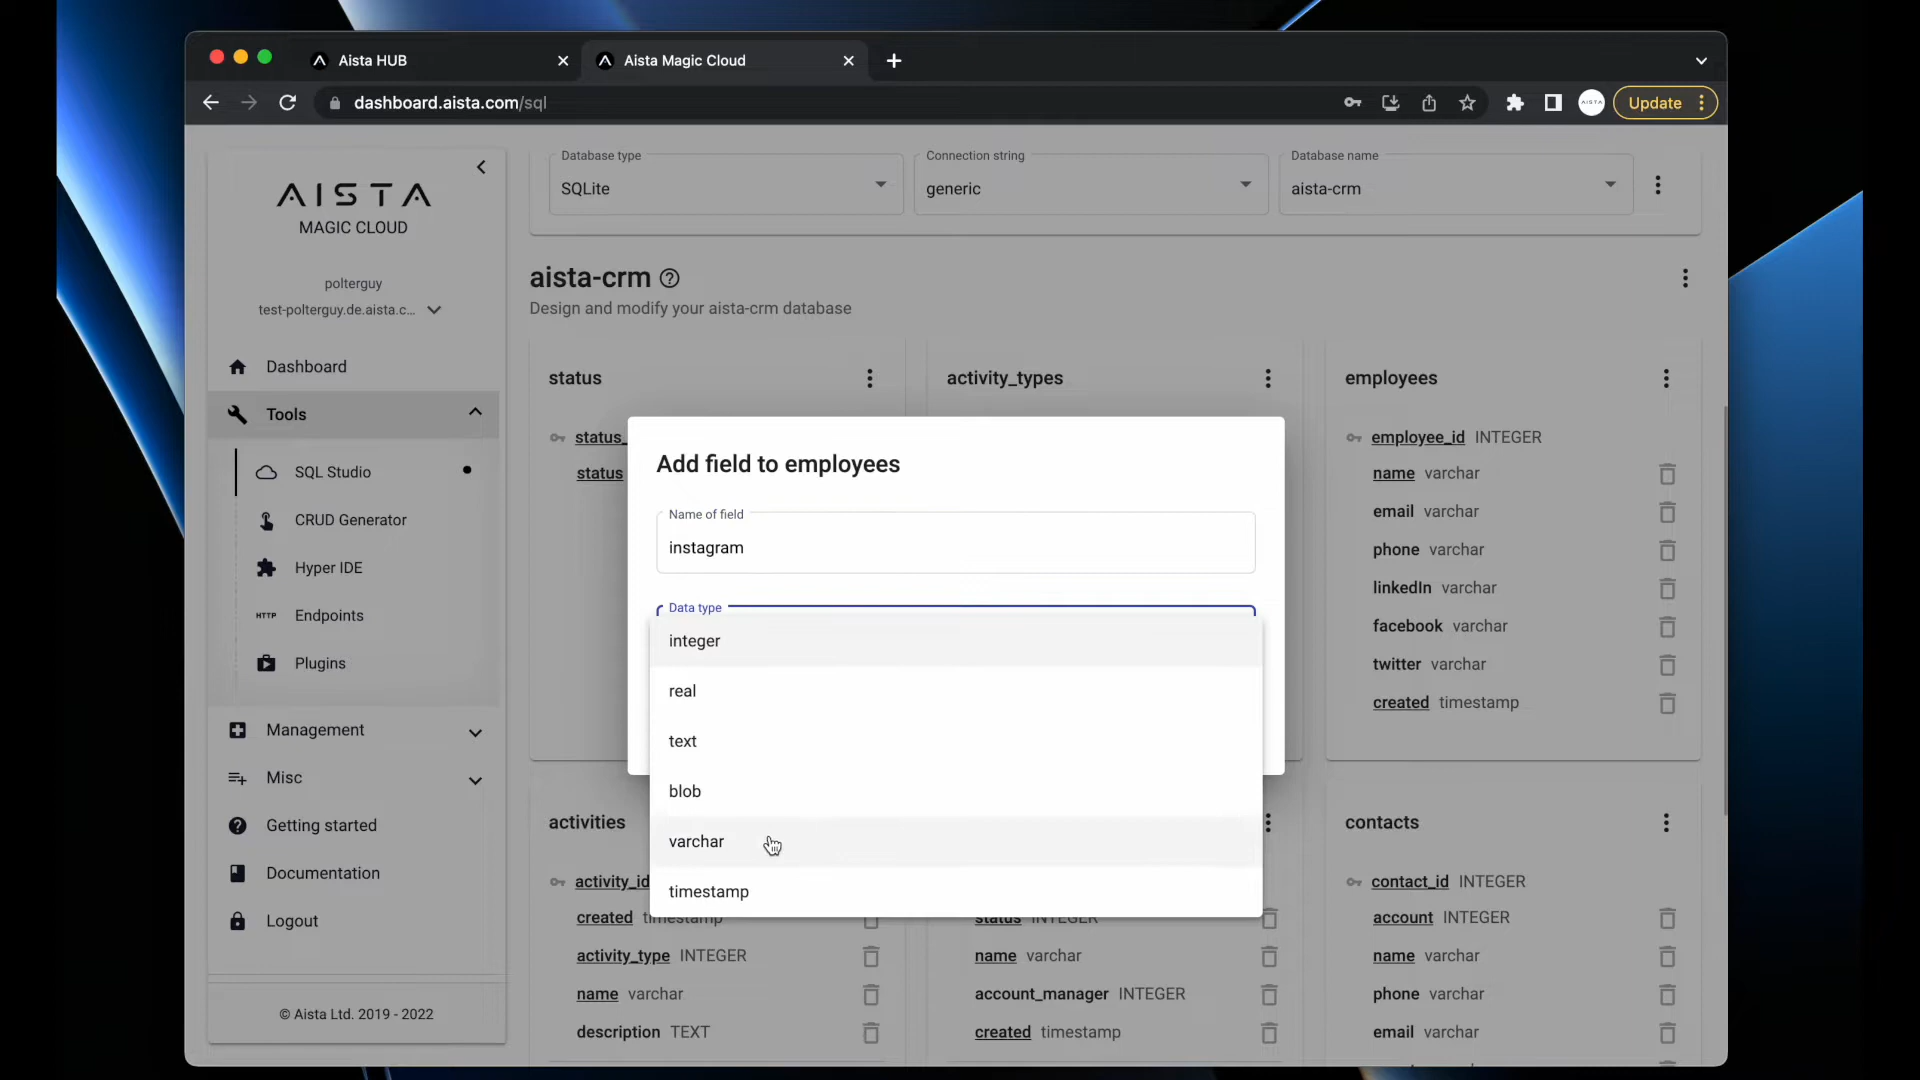 Aista HUB
Aista Magic Cloud
dashboard.aista.com/sql
AISTA
Update
AISTA
MAGIC CLOUD
polterguy
test-polterguy.de.aista.c...
Dashboard
Tools
SQL Studio
CRUD Generator
Hyper IDE
HTTP Endpoints
Plugins
Management
Misc
Getting started
Documentation
Logout
© Aista Ltd. 2019 - 2022
Database type
SQLite
Connection string
generic
Database name
aista-crm
aista-crm
Design and modify your aista-crm database
status
status_
status
activity_types
employees
employee_id INTEGER
name varchar
email varchar
phone varchar
linkedIn varchar
facebook varchar
twitter varchar
created timestamp
Add field to employees
Name of field
instagram
Data type
integer
real
text
blob
varchar
timestamp
activities
activity_id
created timestamp
activity_type INTEGER
name varchar
description TEXT
status INTEGER
name varchar
account_manager INTEGER
created timestamp
contacts
contact_id INTEGER
account INTEGER
name varchar
phone varchar
email varchar